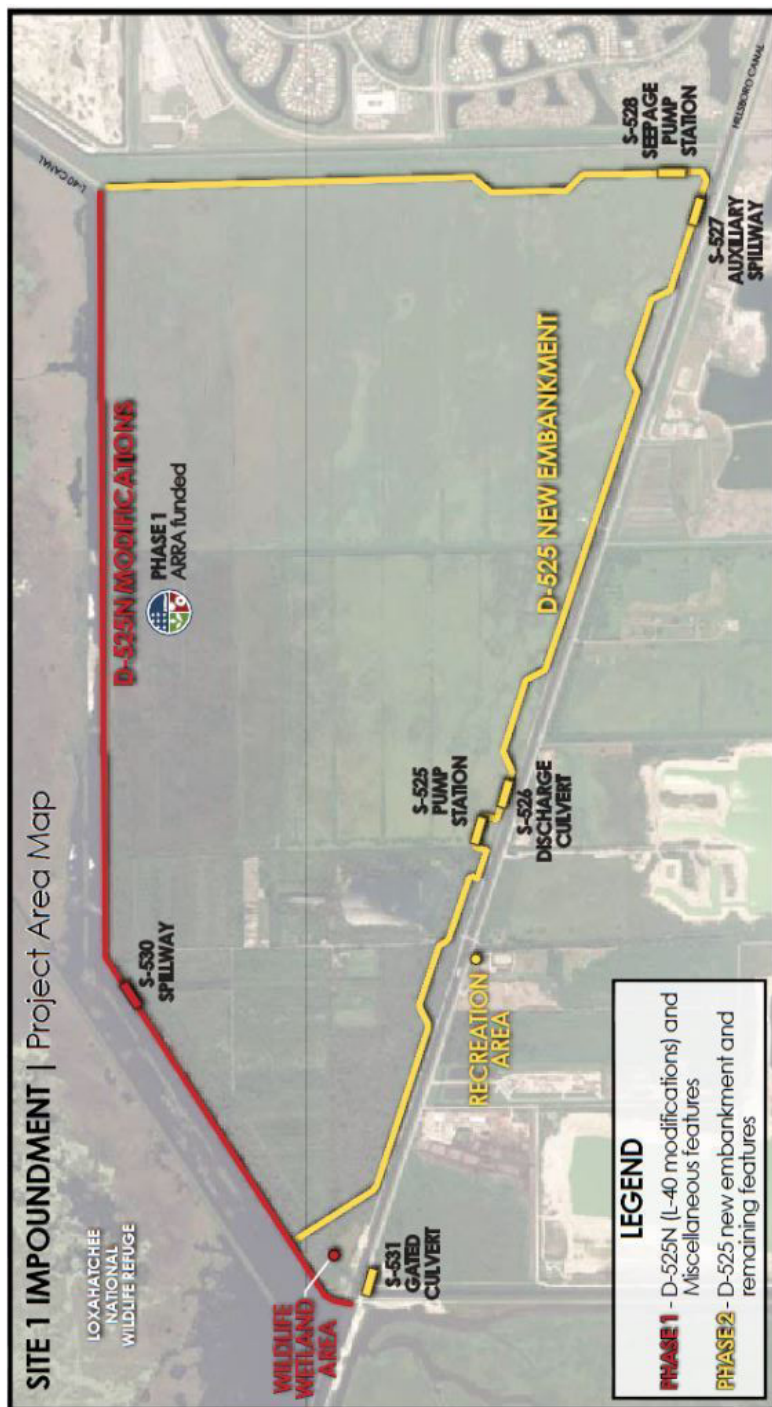 SITE 1 IMPOUNDMENT | Project Area Map
LOXAHATCHEE
NATIONAL
WILDLIFE REFUGE
L-40 CANAL
D-525N MODIFICATIONS
PHASE 1
ARRA funded
S-530
SPILLWAY
WILDLIFE
WETLAND
AREA
S-531
GATED
CULVERT
RECREATION
AREA
S-525
PUMP
STATION
S-526
DISCHARGE
CULVERT
D-525 NEW EMBANKMENT
S-528
SEEPAGE
PUMP
STATION
S-527
AUXILIARY
SPILLWAY
HILLSBORO CANAL
LEGEND
PHASE 1 - D-525N (L-40 modifications) and
Miscellaneous features
PHASE 2 - D-525 new embankment and
remaining features